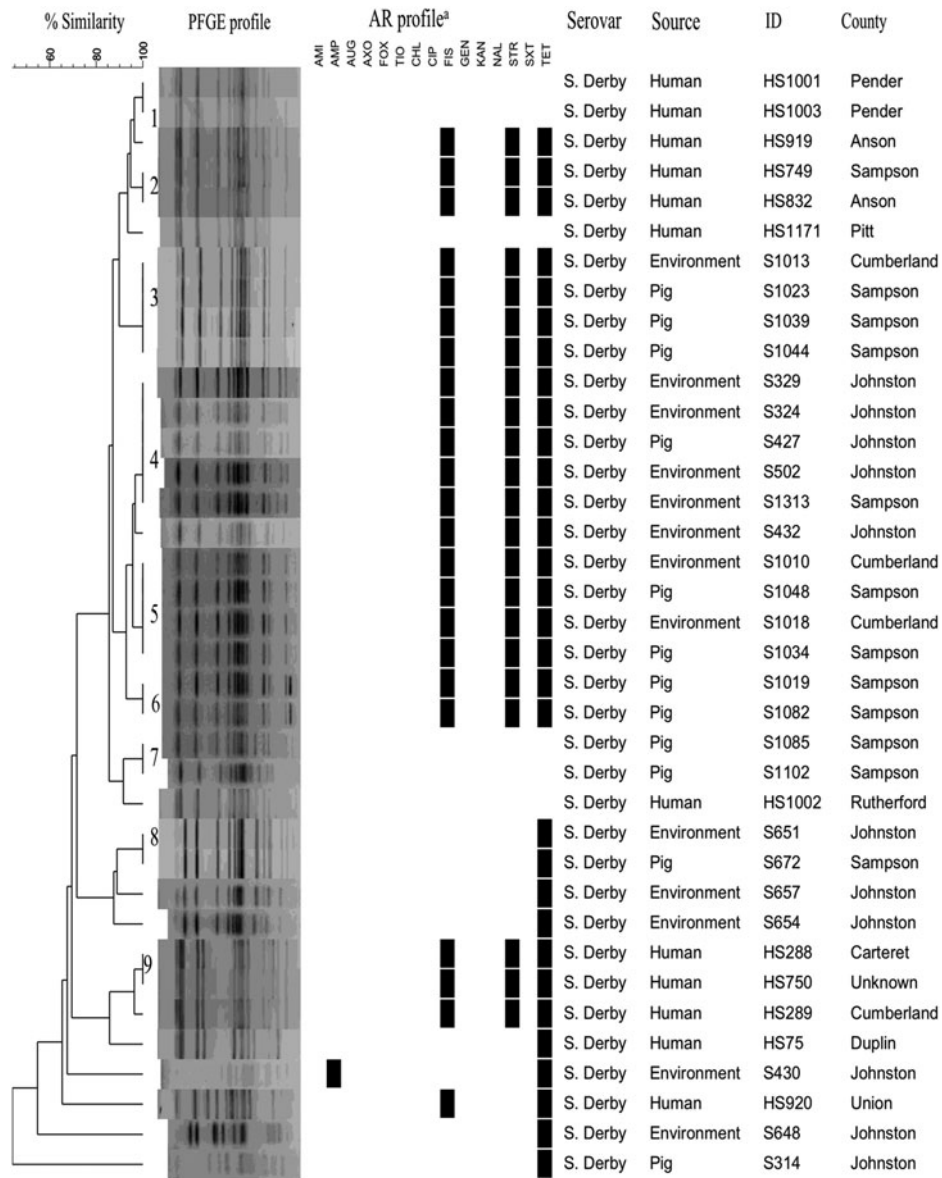 % Similarity PFGE profile AR profileᵃ Serovar Source ID County
40 60 80 100 AMI AMP AUG AXO FOX TIO CHL CIP FIS GEN KAN NAL STR SXT TET
S. Derby Human HS1001 Pender
1
S. Derby Human HS1003 Pender
S. Derby Human HS919 Anson
S. Derby Human HS749 Sampson
2
S. Derby Human HS832 Anson
S. Derby Human HS1171 Pitt
S. Derby Environment S1013 Cumberland
3
S. Derby Pig S1023 Sampson
S. Derby Pig S1039 Sampson
S. Derby Pig S1044 Sampson
S. Derby Environment S329 Johnston
S. Derby Environment S324 Johnston
S. Derby Pig S427 Johnston
4
S. Derby Environment S502 Johnston
S. Derby Environment S1313 Sampson
S. Derby Environment S432 Johnston
S. Derby Environment S1010 Cumberland
S. Derby Pig S1048 Sampson
5
S. Derby Environment S1018 Cumberland
S. Derby Pig S1034 Sampson
S. Derby Pig S1019 Sampson
6
S. Derby Pig S1082 Sampson
S. Derby Pig S1085 Sampson
7
S. Derby Pig S1102 Sampson
S. Derby Human HS1002 Rutherford
S. Derby Environment S651 Johnston
8
S. Derby Pig S672 Sampson
S. Derby Environment S657 Johnston
S. Derby Environment S654 Johnston
S. Derby Human HS288 Carteret
9
S. Derby Human HS750 Unknown
S. Derby Human HS289 Cumberland
S. Derby Human HS75 Duplin
S. Derby Environment S430 Johnston
S. Derby Human HS920 Union
S. Derby Environment S648 Johnston
S. Derby Pig S314 Johnston